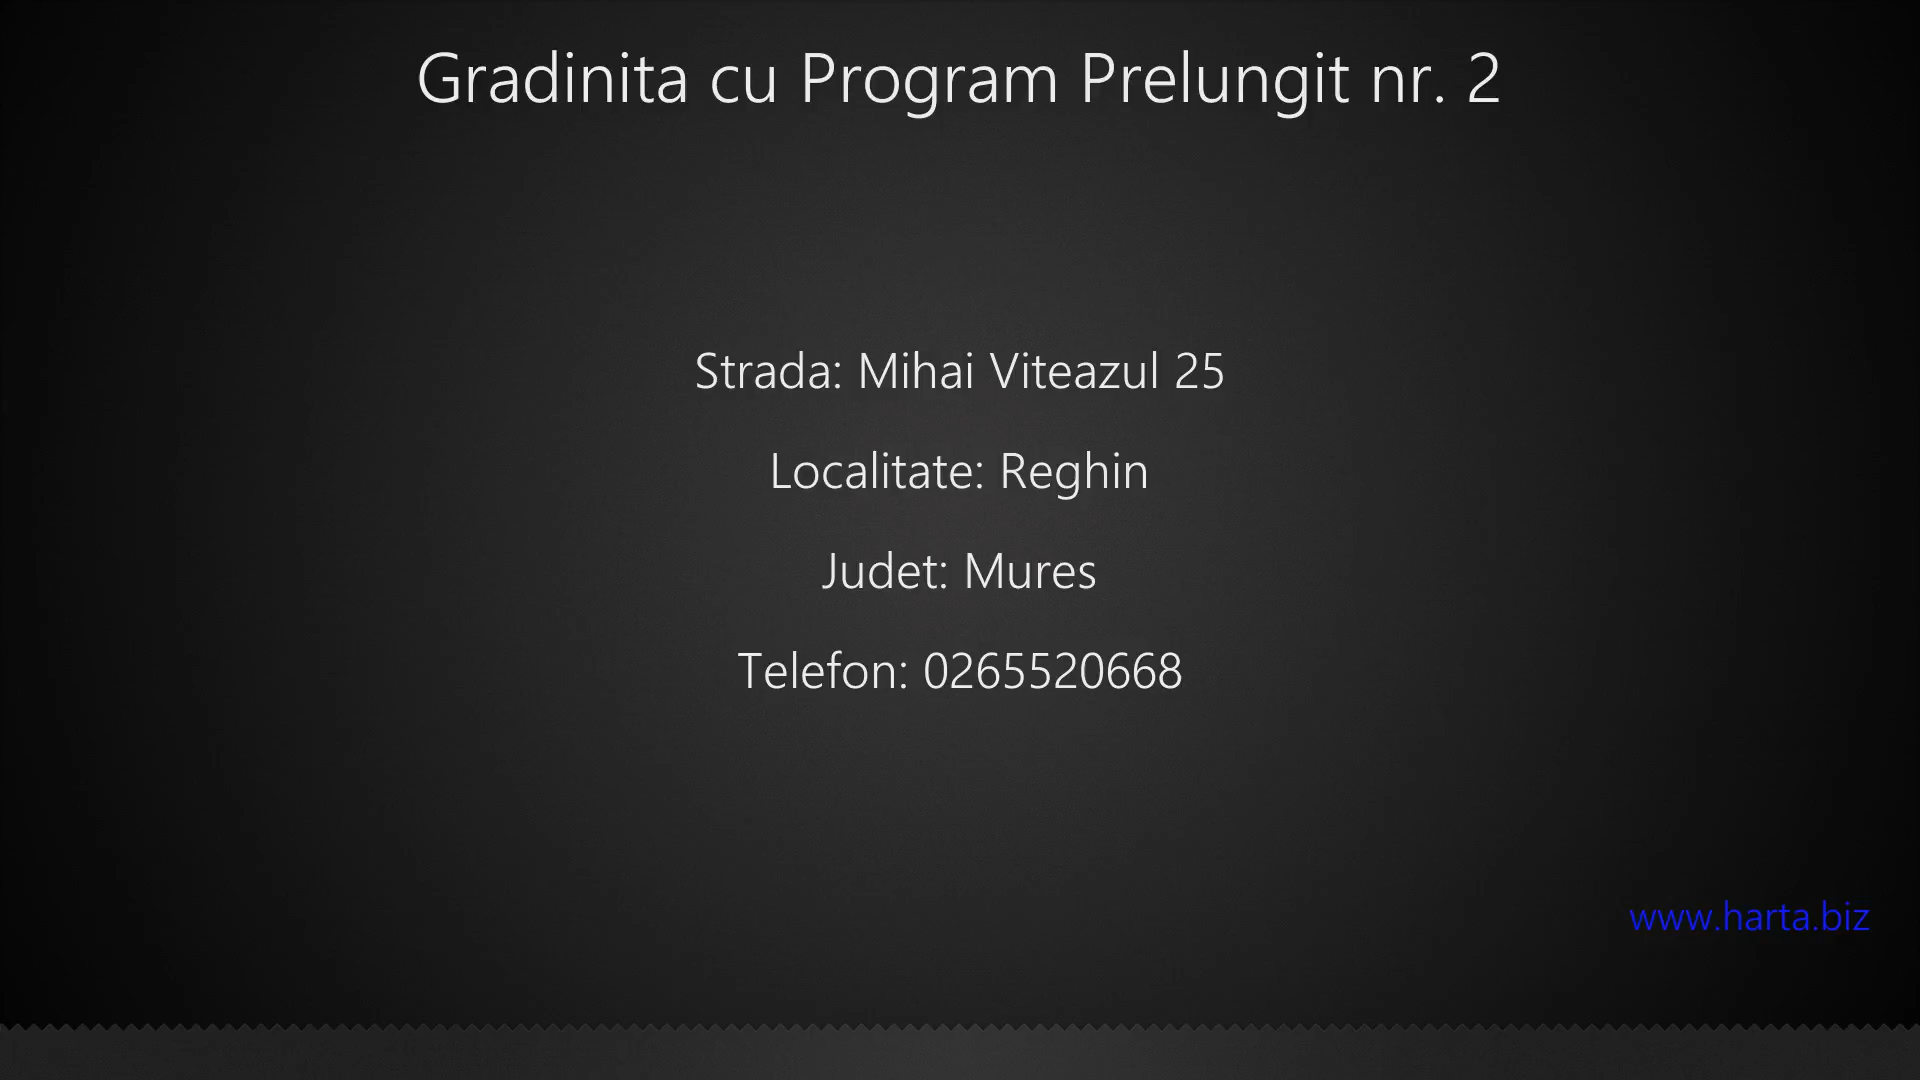 Gradinita cu Program Prelungit nr. 2
Strada: Mihai Viteazul 25
Localitate: Reghin
Judet: Mures
Telefon: 0265520668
www.harta.biz